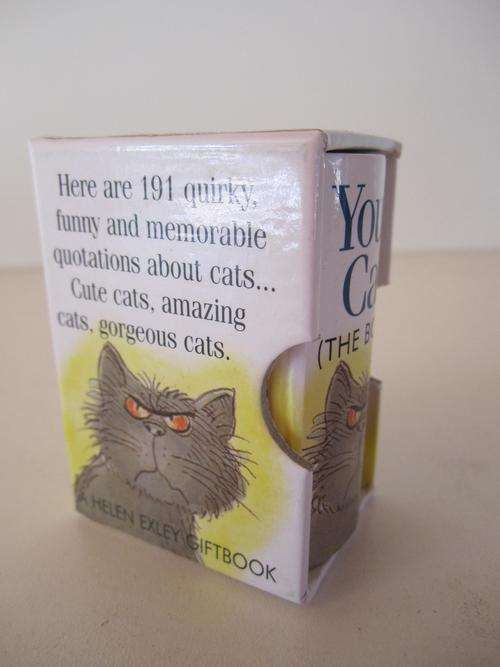 Here are 191 quirky,
funny and memorable
quotations about cats...
Cute cats, amazing
cats, gorgeous cats.
A HELEN EXLEY GIFTBOOK
You
Ca
(THE B